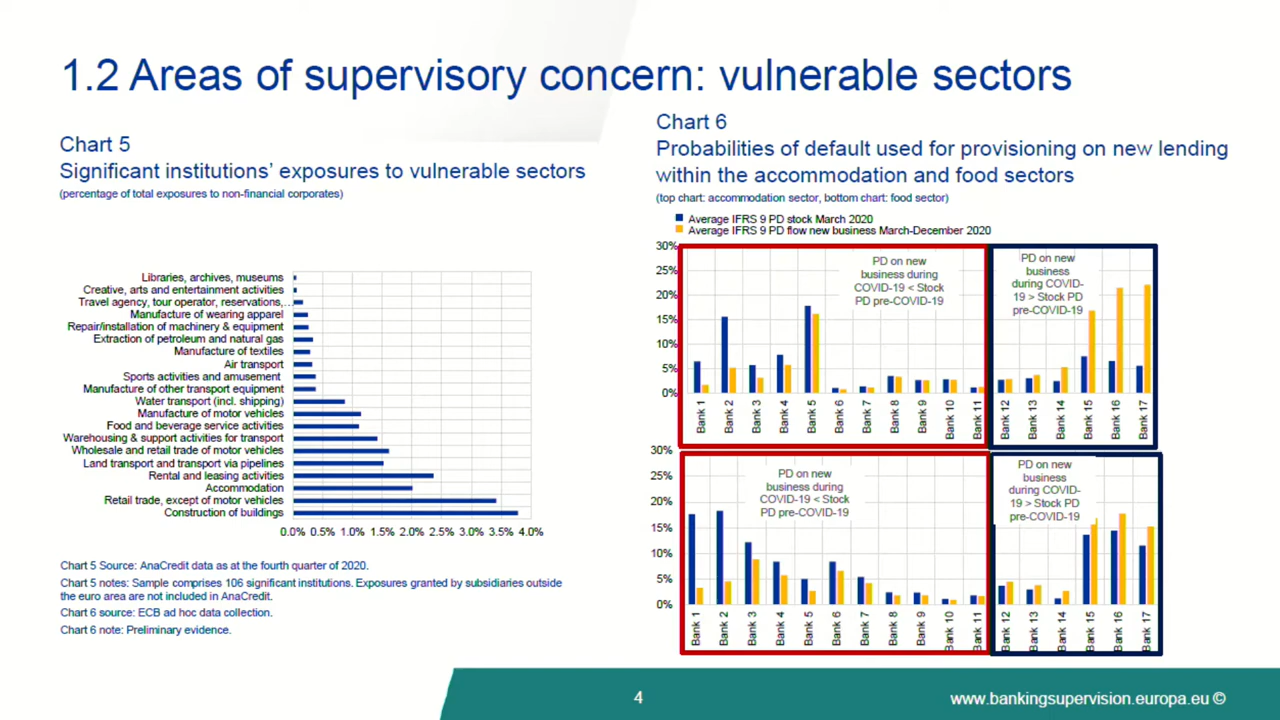 1.2 Areas of supervisory concern: vulnerable sectors
Chart 5
Significant institutions' exposures to vulnerable sectors
(percentage of total exposures to non-financial corporates)
Libraries, archives, museums
Creative, arts and entertainment activities
Travel agency, tour operator, reservations,...
Manufacture of wearing apparel
Repair/installation of machinery & equipment
Extraction of petroleum and natural gas
Manufacture of textiles
Air transport
Sports activities and amusement
Manufacture of other transport equipment
Water transport (incl. shipping)
Manufacture of motor vehicles
Food and beverage service activities
Warehousing & support activities for transport
Wholesale and retail trade of motor vehicles
Land transport and transport via pipelines
Rental and leasing activities
Accommodation
Retail trade, except of motor vehicles
Construction of buildings
0.0% 0.5% 1.0% 1.5% 2.0% 2.5% 3.0% 3.5% 4.0%
Chart 5 Source: AnaCredit data as at the fourth quarter of 2020.
Chart 5 notes: Sample comprises 106 significant institutions. Exposures granted by subsidiaries outside
the euro area are not included in AnaCredit.
Chart 6 source: ECB ad hoc data collection.
Chart 6 note: Preliminary evidence.
Chart 6
Probabilities of default used for provisioning on new lending
within the accommodation and food sectors
(top chart: accommodation sector, bottom chart: food sector)
Average IFRS 9 PD stock March 2020
Average IFRS 9 PD flow new business March-December 2020
30%
25%
20%
15%
10%
5%
0%
PD on new
business during
COVID-19 < Stock
PD pre-COVID-19
PD on new
business
during COVID-
19 > Stock PD
pre-COVID-19
Bank 1 Bank 2 Bank 3 Bank 4 Bank 5 Bank 6 Bank 7 Bank 8 Bank 9 Bank 10 Bank 11 Bank 12 Bank 13 Bank 14 Bank 15 Bank 16 Bank 17
30%
25%
20%
15%
10%
5%
0%
PD on new
business during
COVID-19 < Stock
PD pre-COVID-19
PD on new
business
during COVID-
19 > Stock PD
pre-COVID-19
Bank 1 Bank 2 Bank 3 Bank 4 Bank 5 Bank 6 Bank 7 Bank 8 Bank 9 Bank 10 Bank 11 Bank 12 Bank 13 Bank 14 Bank 15 Bank 16 Bank 17
4
www.bankingsupervision.europa.eu ©